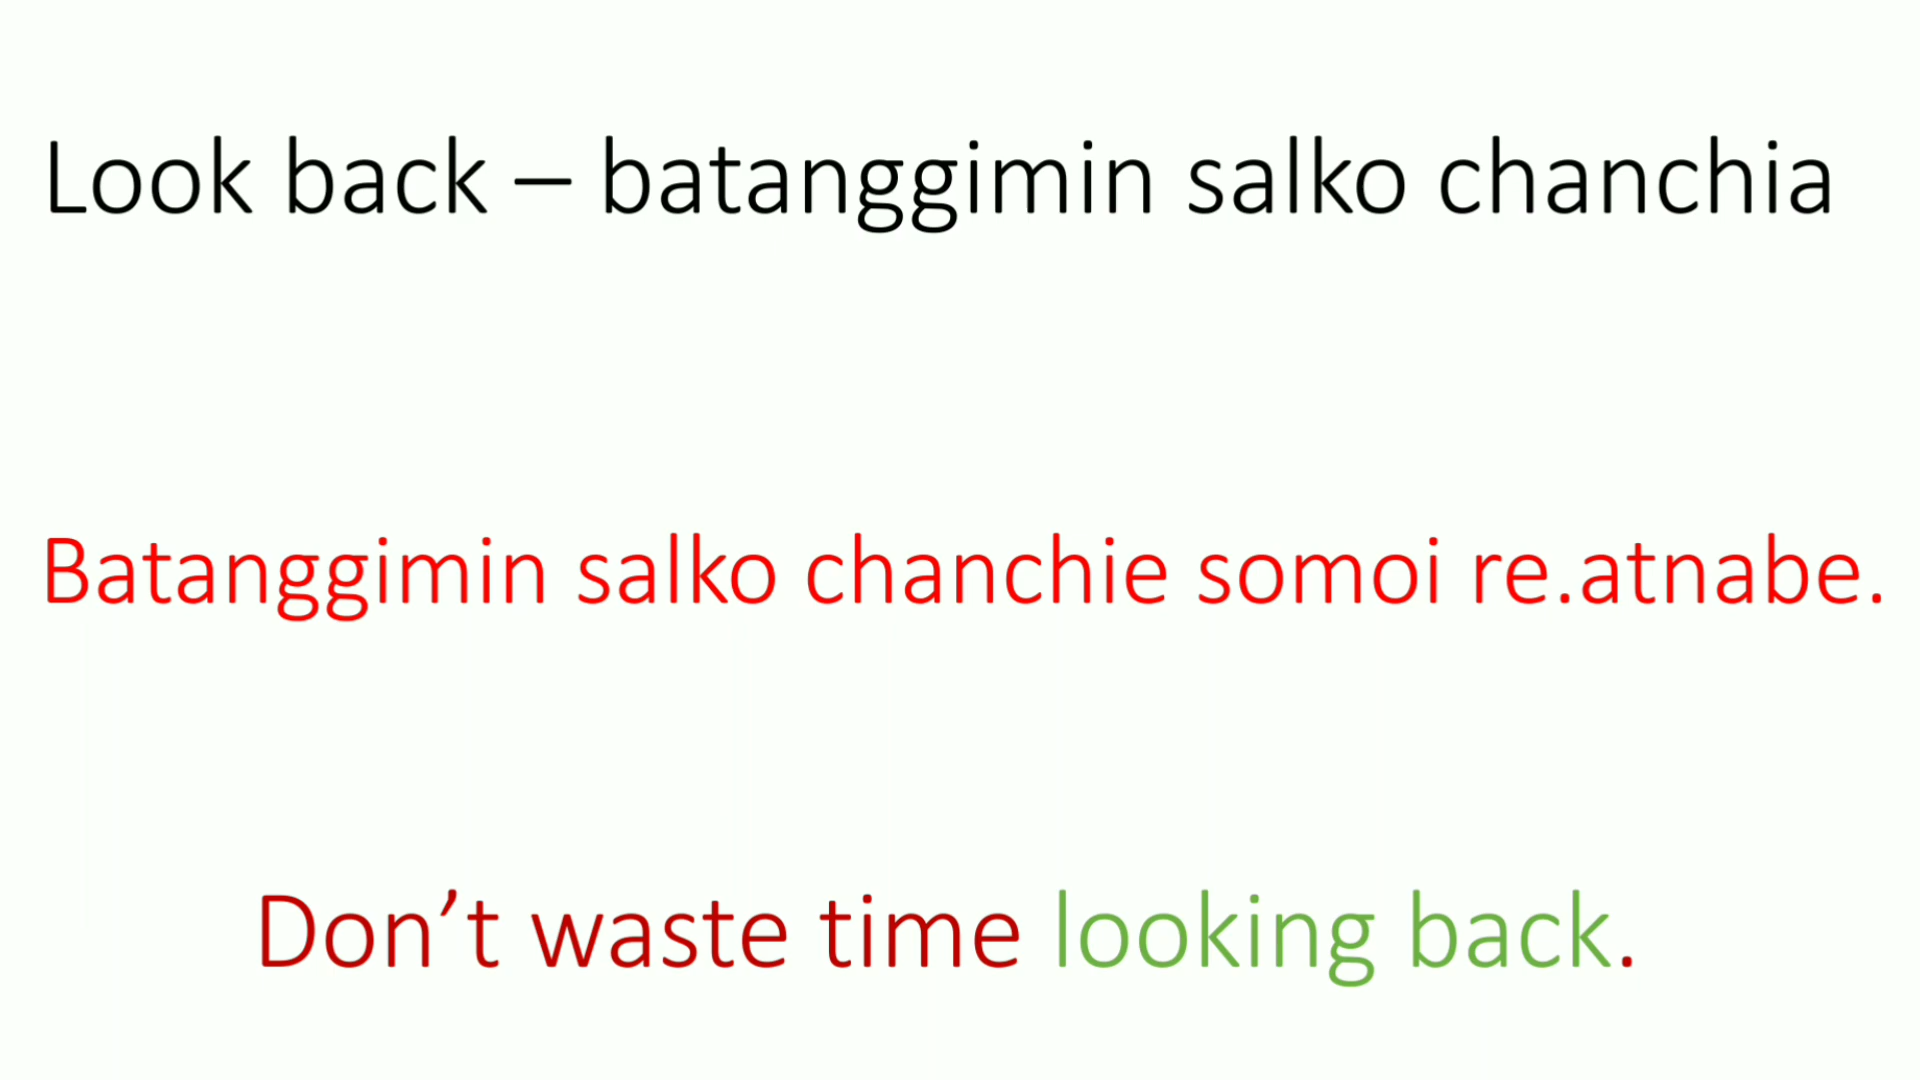 Look back – batanggimin salko chanchia
Batanggimin salko chanchie somoi re.atnabe.
Don’t waste time looking back.